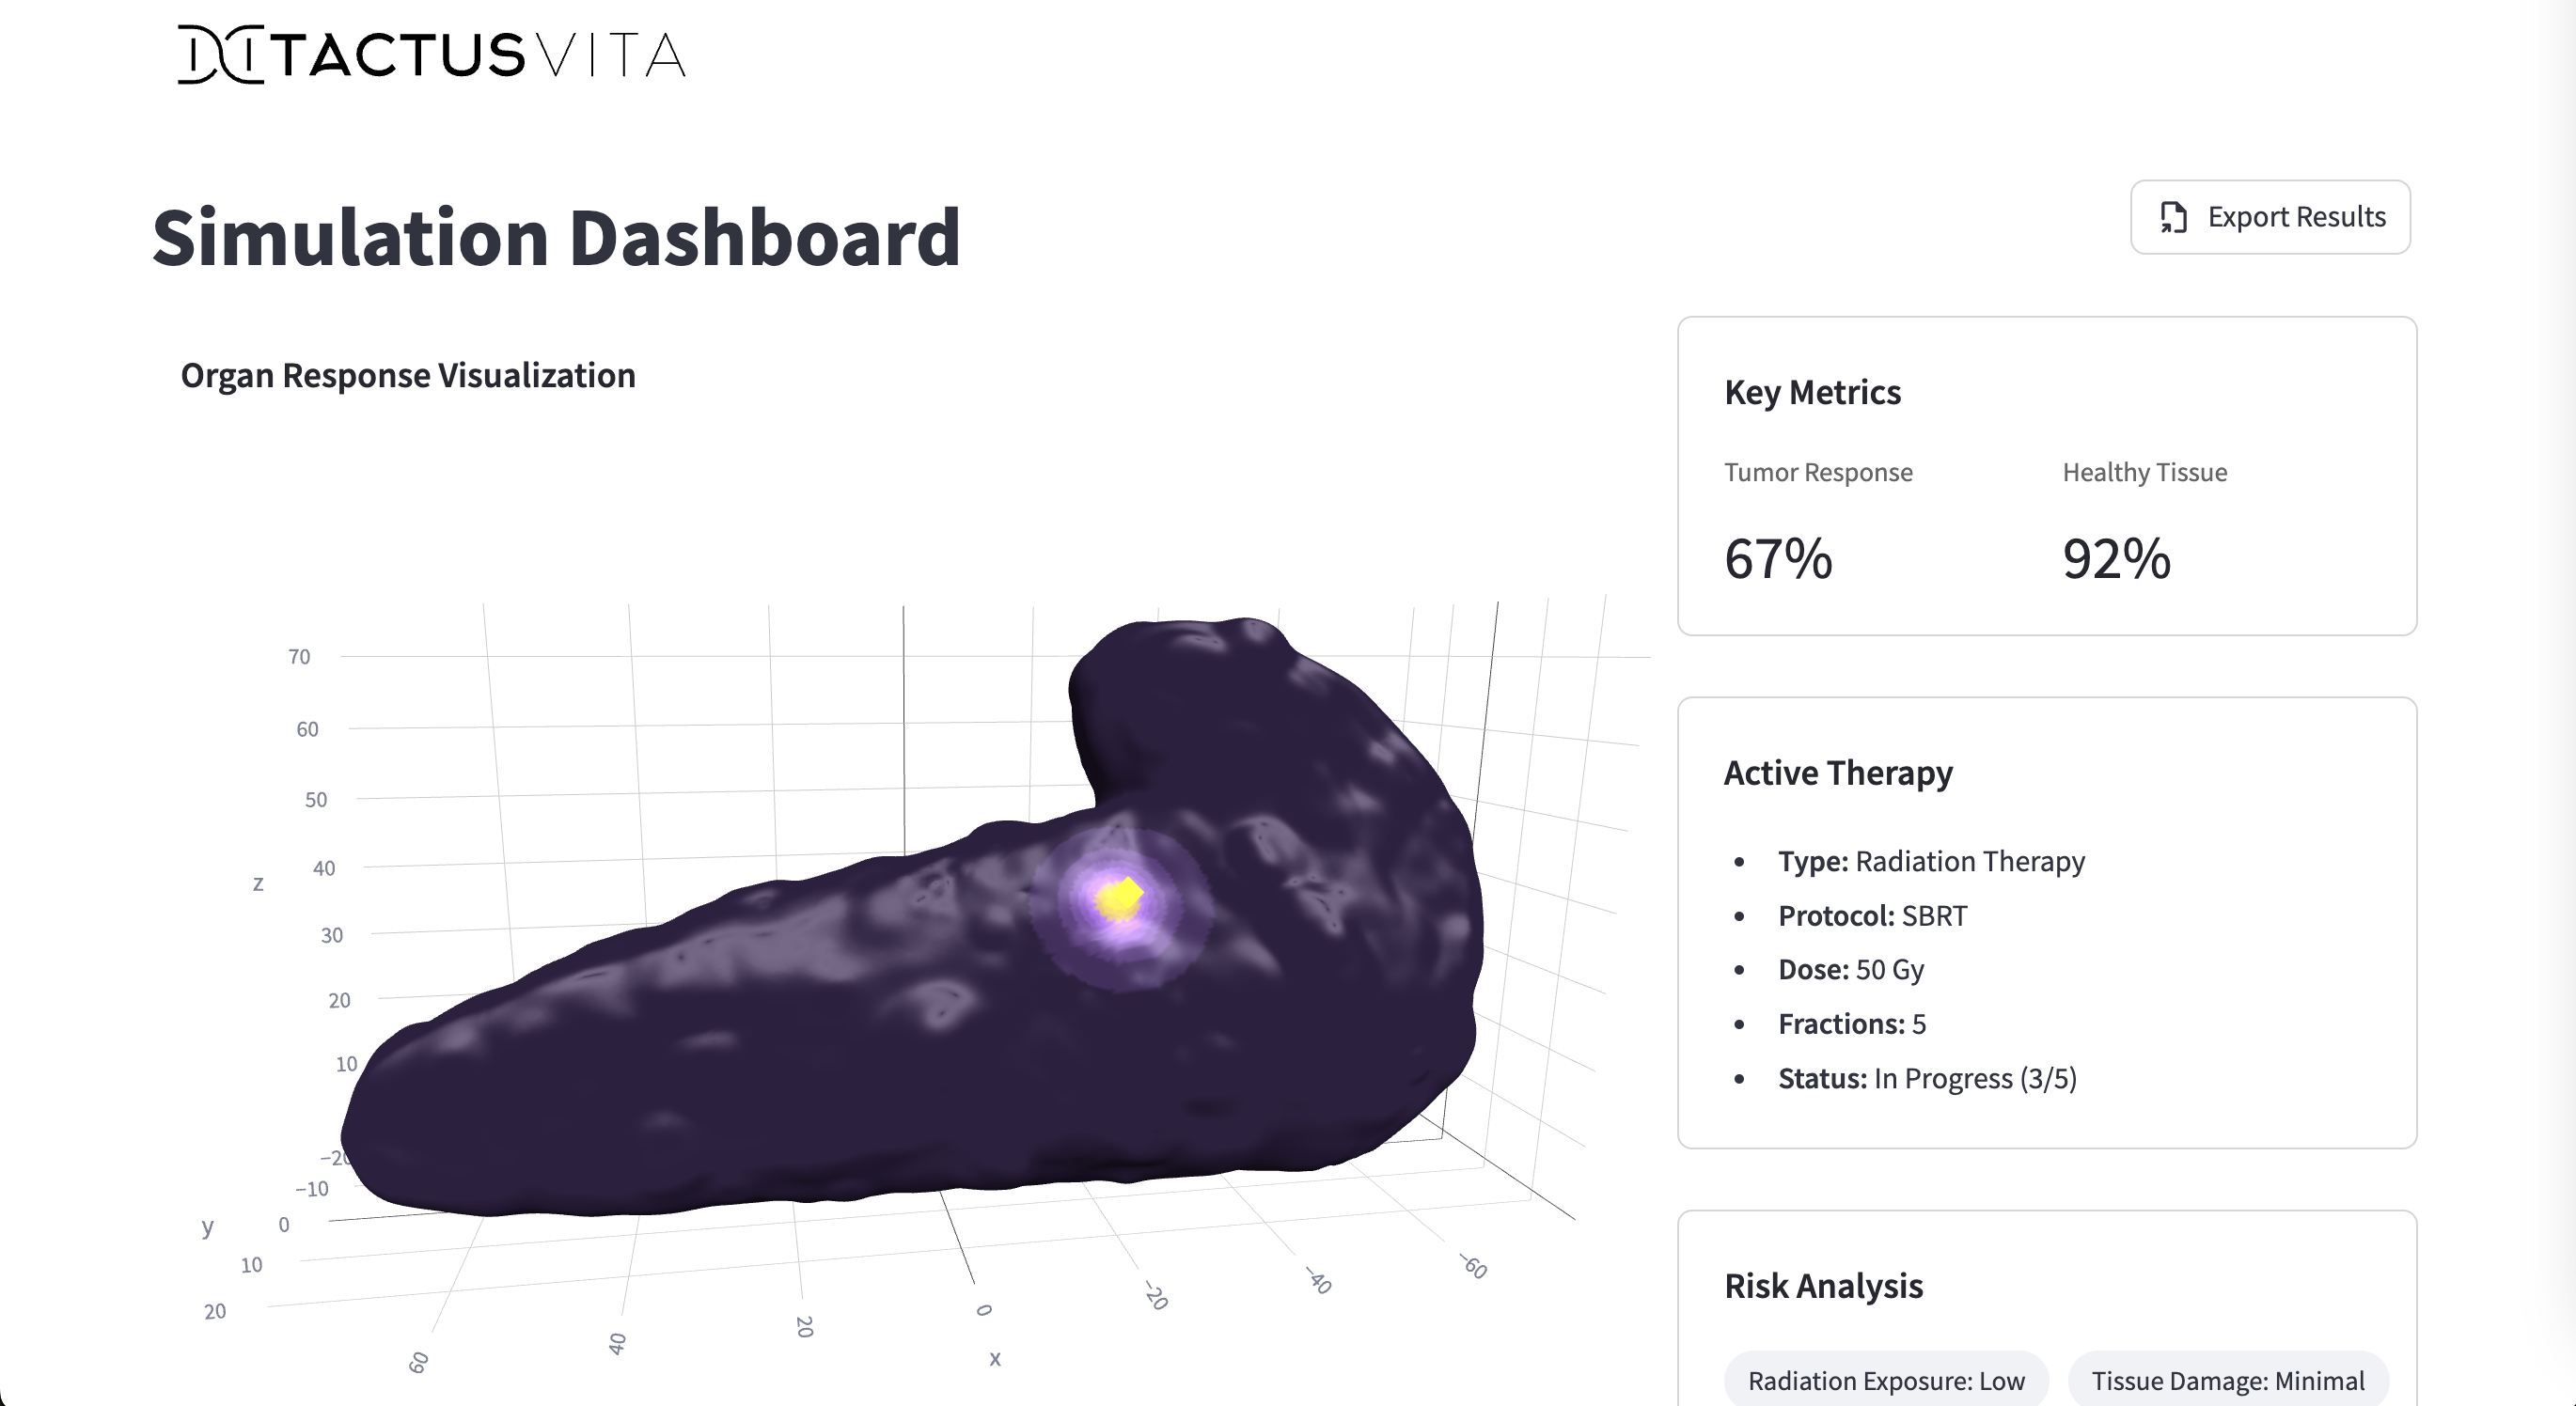 TACTUSVITA
Simulation Dashboard
Export Results
Organ Response Visualization
70
60
50
40
30
20
10
z
−20
−10
0
10
20
y
60
40
20
0
−20
−40
−60
x
Key Metrics
Tumor Response
Healthy Tissue
67%
92%
Active Therapy
• Type: Radiation Therapy
• Protocol: SBRT
• Dose: 50 Gy
• Fractions: 5
• Status: In Progress (3/5)
Risk Analysis
Radiation Exposure: Low
Tissue Damage: Minimal